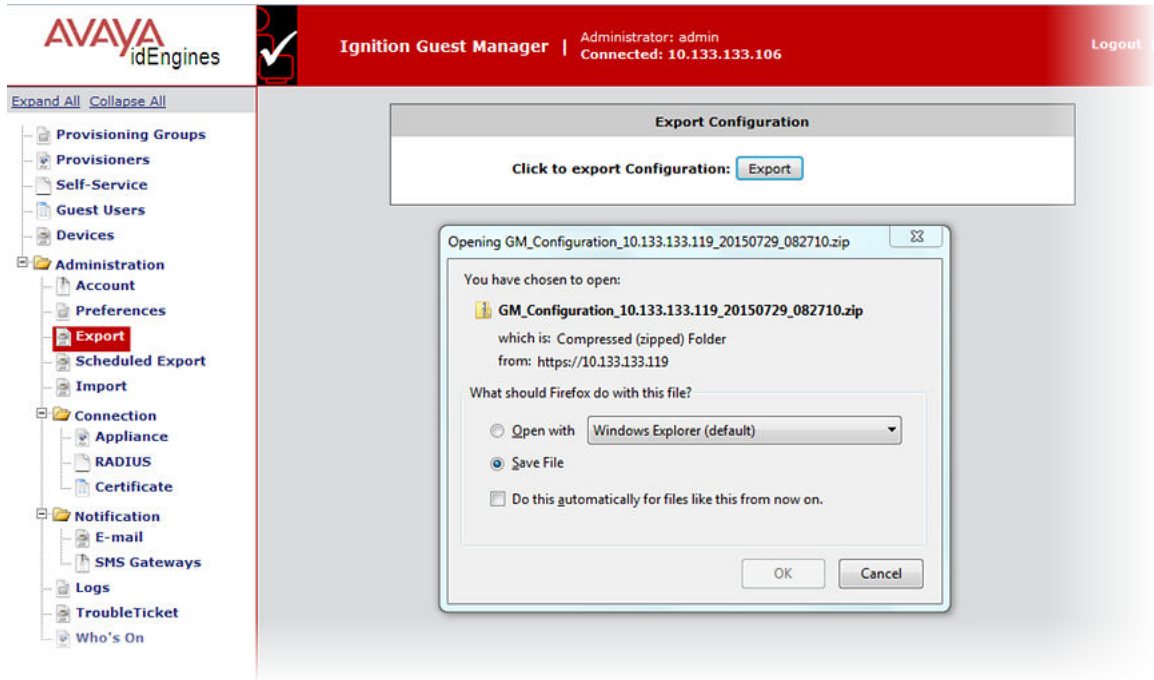 AVAYA
idEngines
Ignition Guest Manager | Administrator: admin
Connected: 10.133.133.106
Logout
Expand All Collapse All
Provisioning Groups
Provisioners
Self-Service
Guest Users
Devices
Administration
Account
Preferences
Export
Scheduled Export
Import
Connection
Appliance
RADIUS
Certificate
Notification
E-mail
SMS Gateways
Logs
TroubleTicket
Who's On
Export Configuration
Click to export Configuration: Export
Opening GM_Configuration_10.133.133.119_20150729_082710.zip
You have chosen to open:
GM_Configuration_10.133.133.119_20150729_082710.zip
which is: Compressed (zipped) Folder
from: https://10.133.133.119
What should Firefox do with this file?
Open with Windows Explorer (default)
Save File
Do this automatically for files like this from now on.
OK Cancel